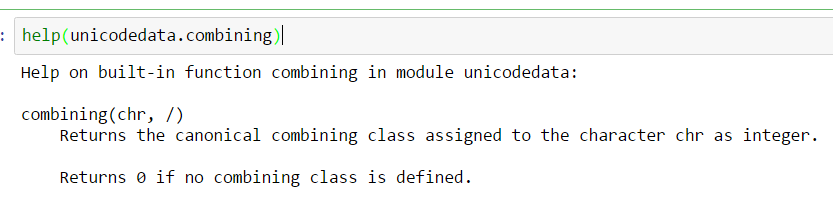 : help(unicodedata.combining)
Help on built-in function combining in module unicodedata:
combining(chr, /)
Returns the canonical combining class assigned to the character chr as integer.
Returns 0 if no combining class is defined.